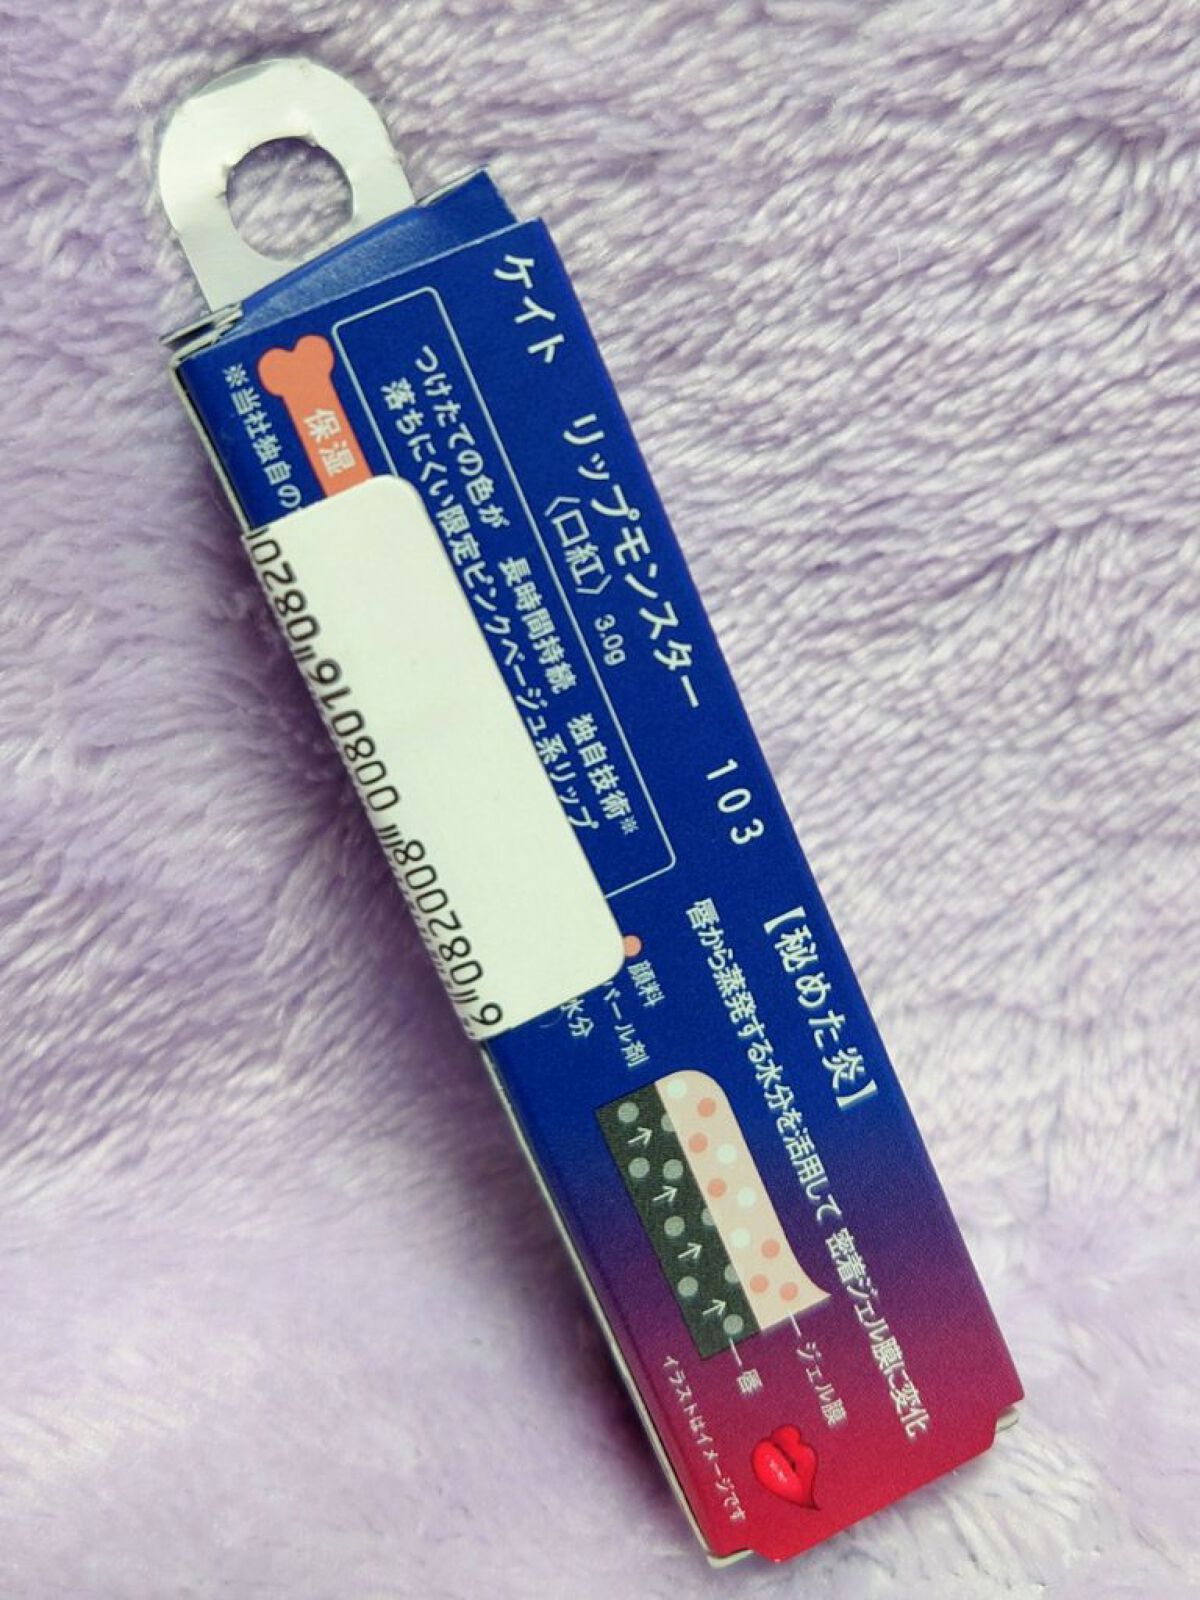 ケイト リップモンスター 103 【秘めた炎】
〈口紅〉 3.0g
つけたての色が 長時間持続 独自技術※
落ちにくい限定ピンクベージュ系リップ
保湿
※当社独自の
唇から蒸発する水分を活用して 密着ジェル膜に変化
顔料
パール剤
水分
ジェル膜
唇
イラストはイメージです